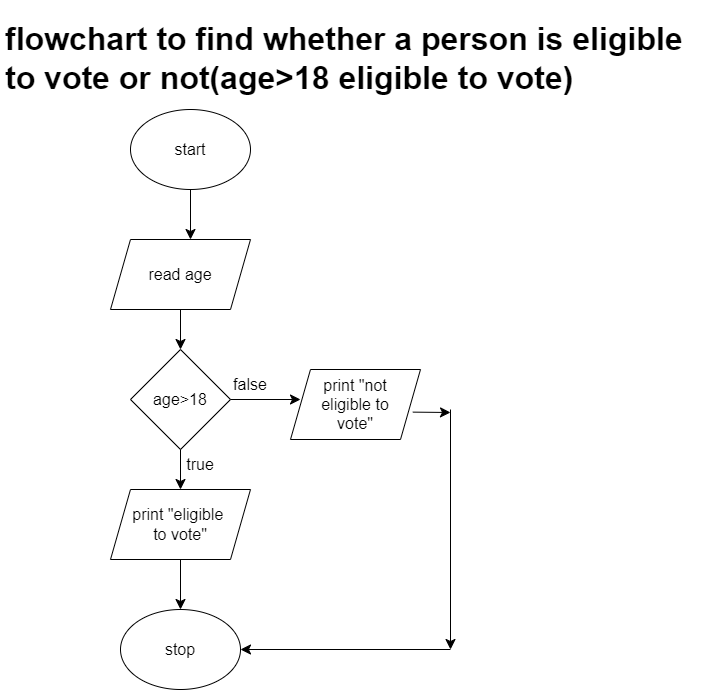 flowchart to find whether a person is eligible
to vote or not(age>18 eligible to vote)
start
read age
age>18
false
print "not
eligible to
vote"
true
print "eligible
to vote"
stop